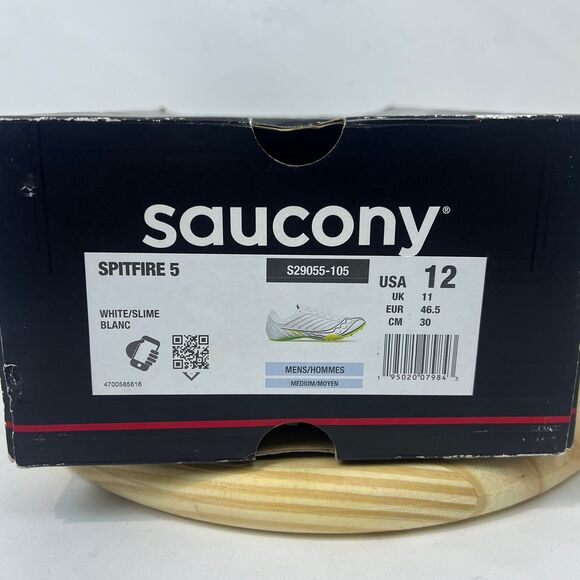 saucony®
SPITFIRE 5
S29055-105
USA 12
UK 11
EUR 46.5
CM 30
WHITE/SLIME
BLANC
4700585616
MENS/HOMMES
MEDIUM/MOYEN
1 95020 07984 3